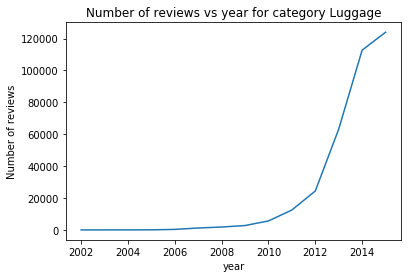 Number of reviews vs year for category Luggage
Number of reviews
120000
100000
80000
60000
40000
20000
0
2002 2004 2006 2008 2010 2012 2014
year